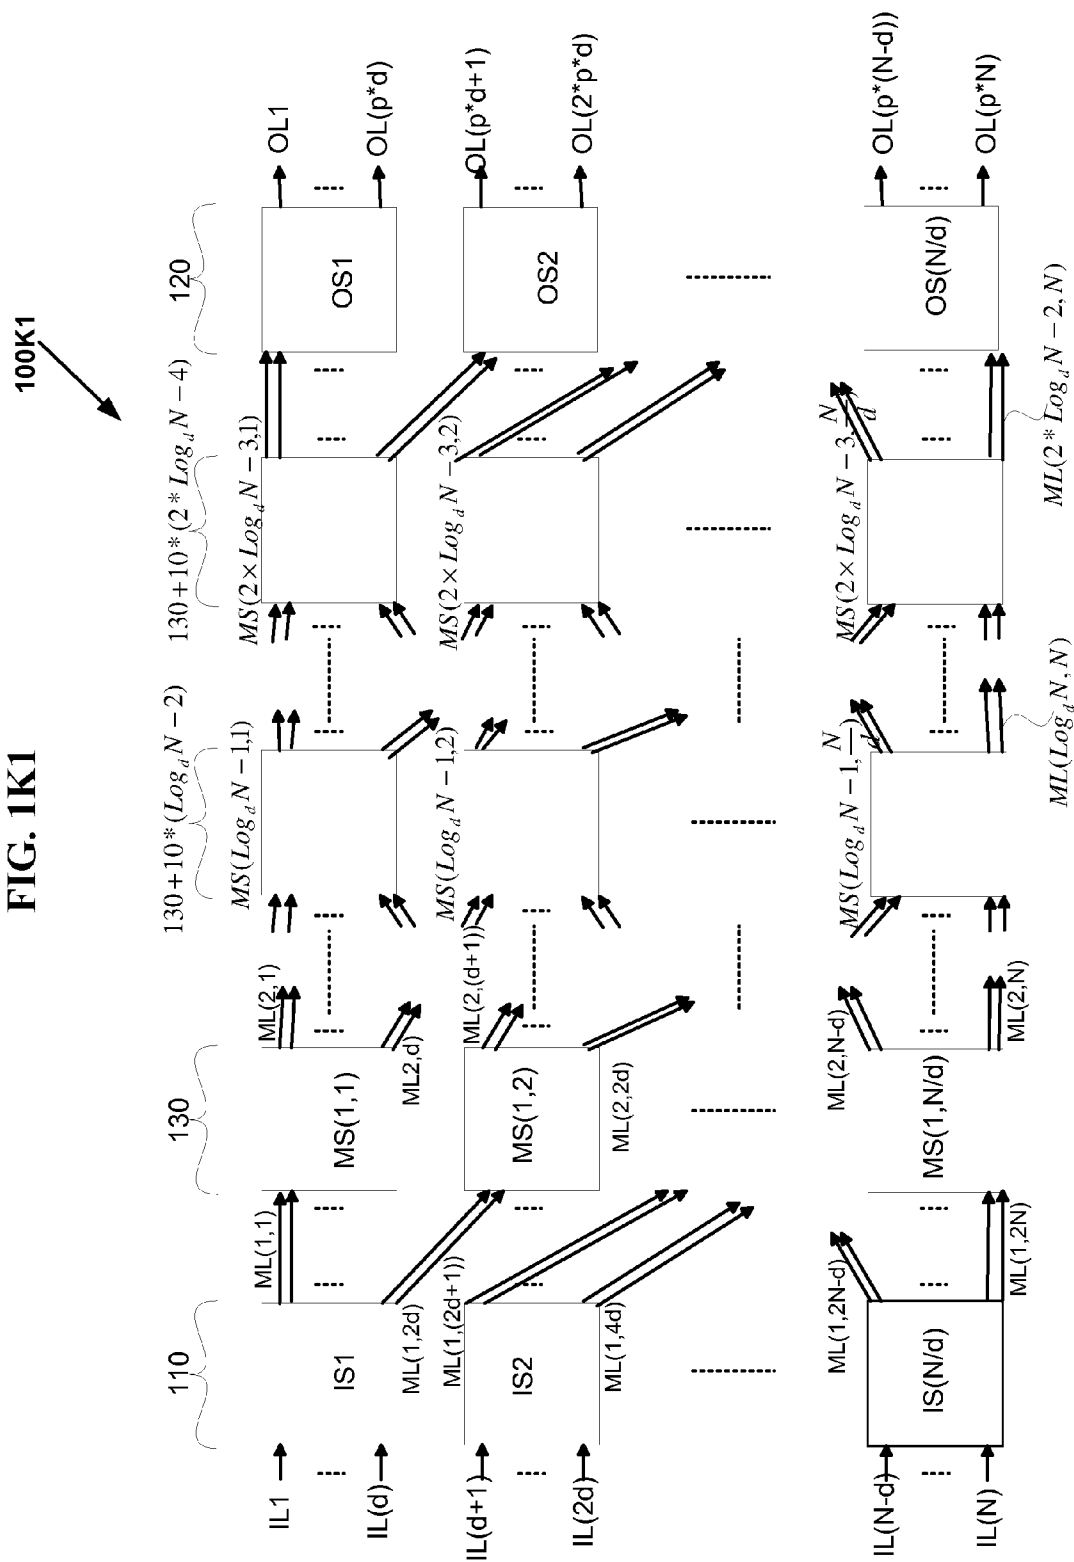 FIG. 1K1
100K1
110
130
130+10*(Log_d N−2)
130+10*(2*Log_d N−4)
120
IL1
IL(d)
IS1
ML(1,1)
ML(1,2d)
MS(1,1)
ML(2,1)
ML2,d)
MS(Log_d N−1,1)
MS(2×Log_d N−3,1)
OS1
OL1
OL(p*d)
IL(d+1)
IL(2d)
IS2
ML(1,(2d+1))
ML(1,4d)
MS(1,2)
ML(2,(d+1))
ML(2,2d)
MS(Log_d N−1,2)
MS(2×Log_d N−3,2)
OS2
OL(p*d+1)
OL(2*p*d)
IL(N-d)
IL(N)
IS(N/d)
ML(1,2N-d)
ML(1,2N)
MS(1,N/d)
ML(2,N-d)
ML(2,N)
MS(Log_d N−1,N/d)
ML(Log_d N,N)
MS(2×Log_d N−3,N/d)
ML(2*Log_d N−2,N)
OS(N/d)
OL(p*(N-d))
OL(p*N)